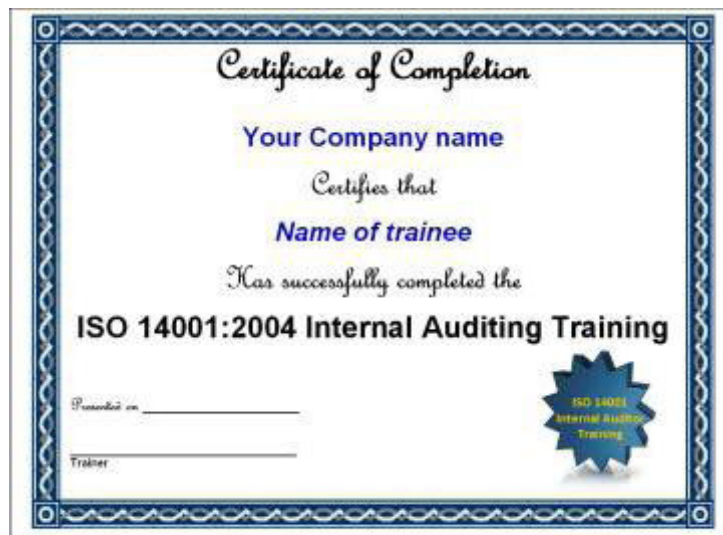 Certificate of Completion
Your Company name
Certifies that
Name of trainee
Has successfully completed the
ISO 14001:2004 Internal Auditing Training
Presented on
Trainer
ISO 14001
Internal Auditor
Training